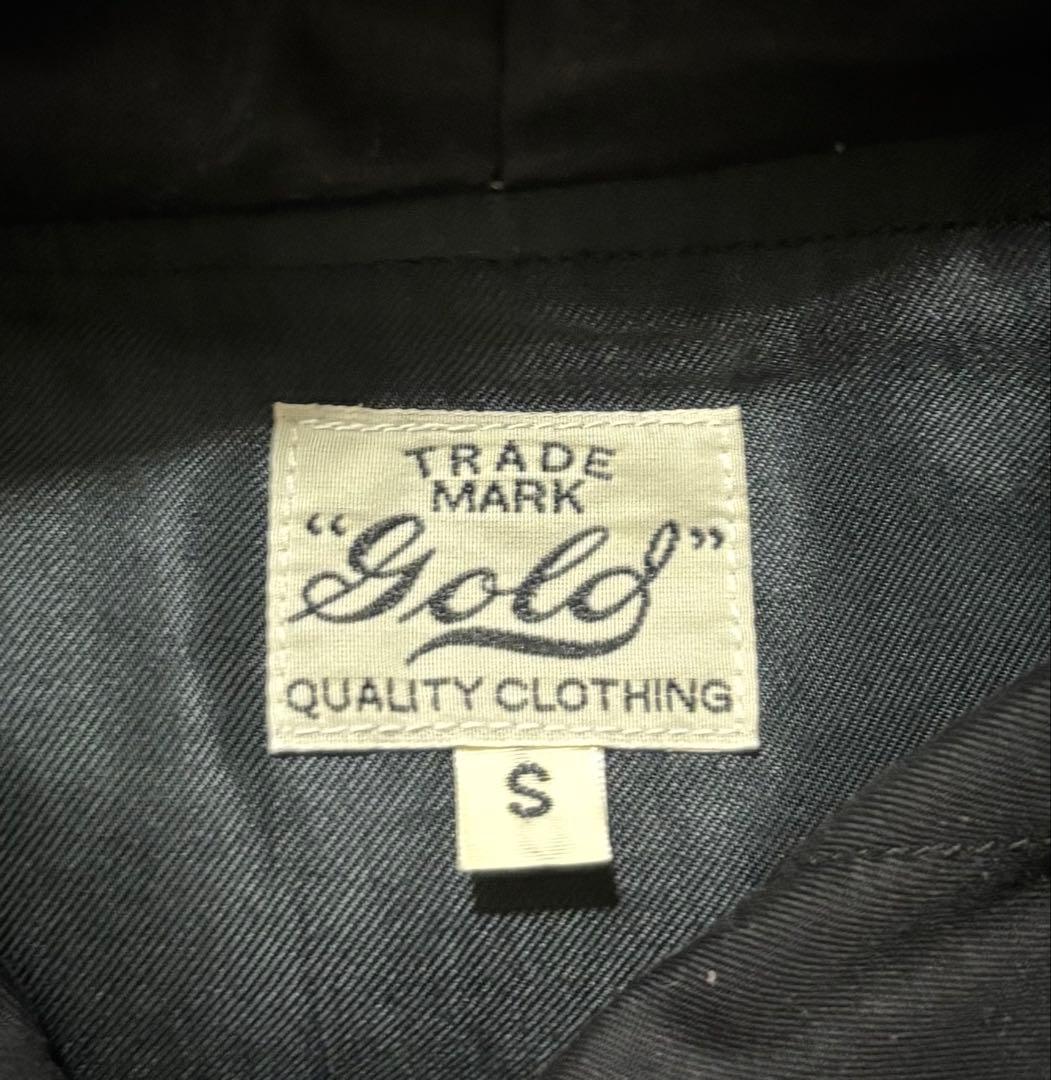 TRADE
MARK
“Gold”
QUALITY CLOTHING
S